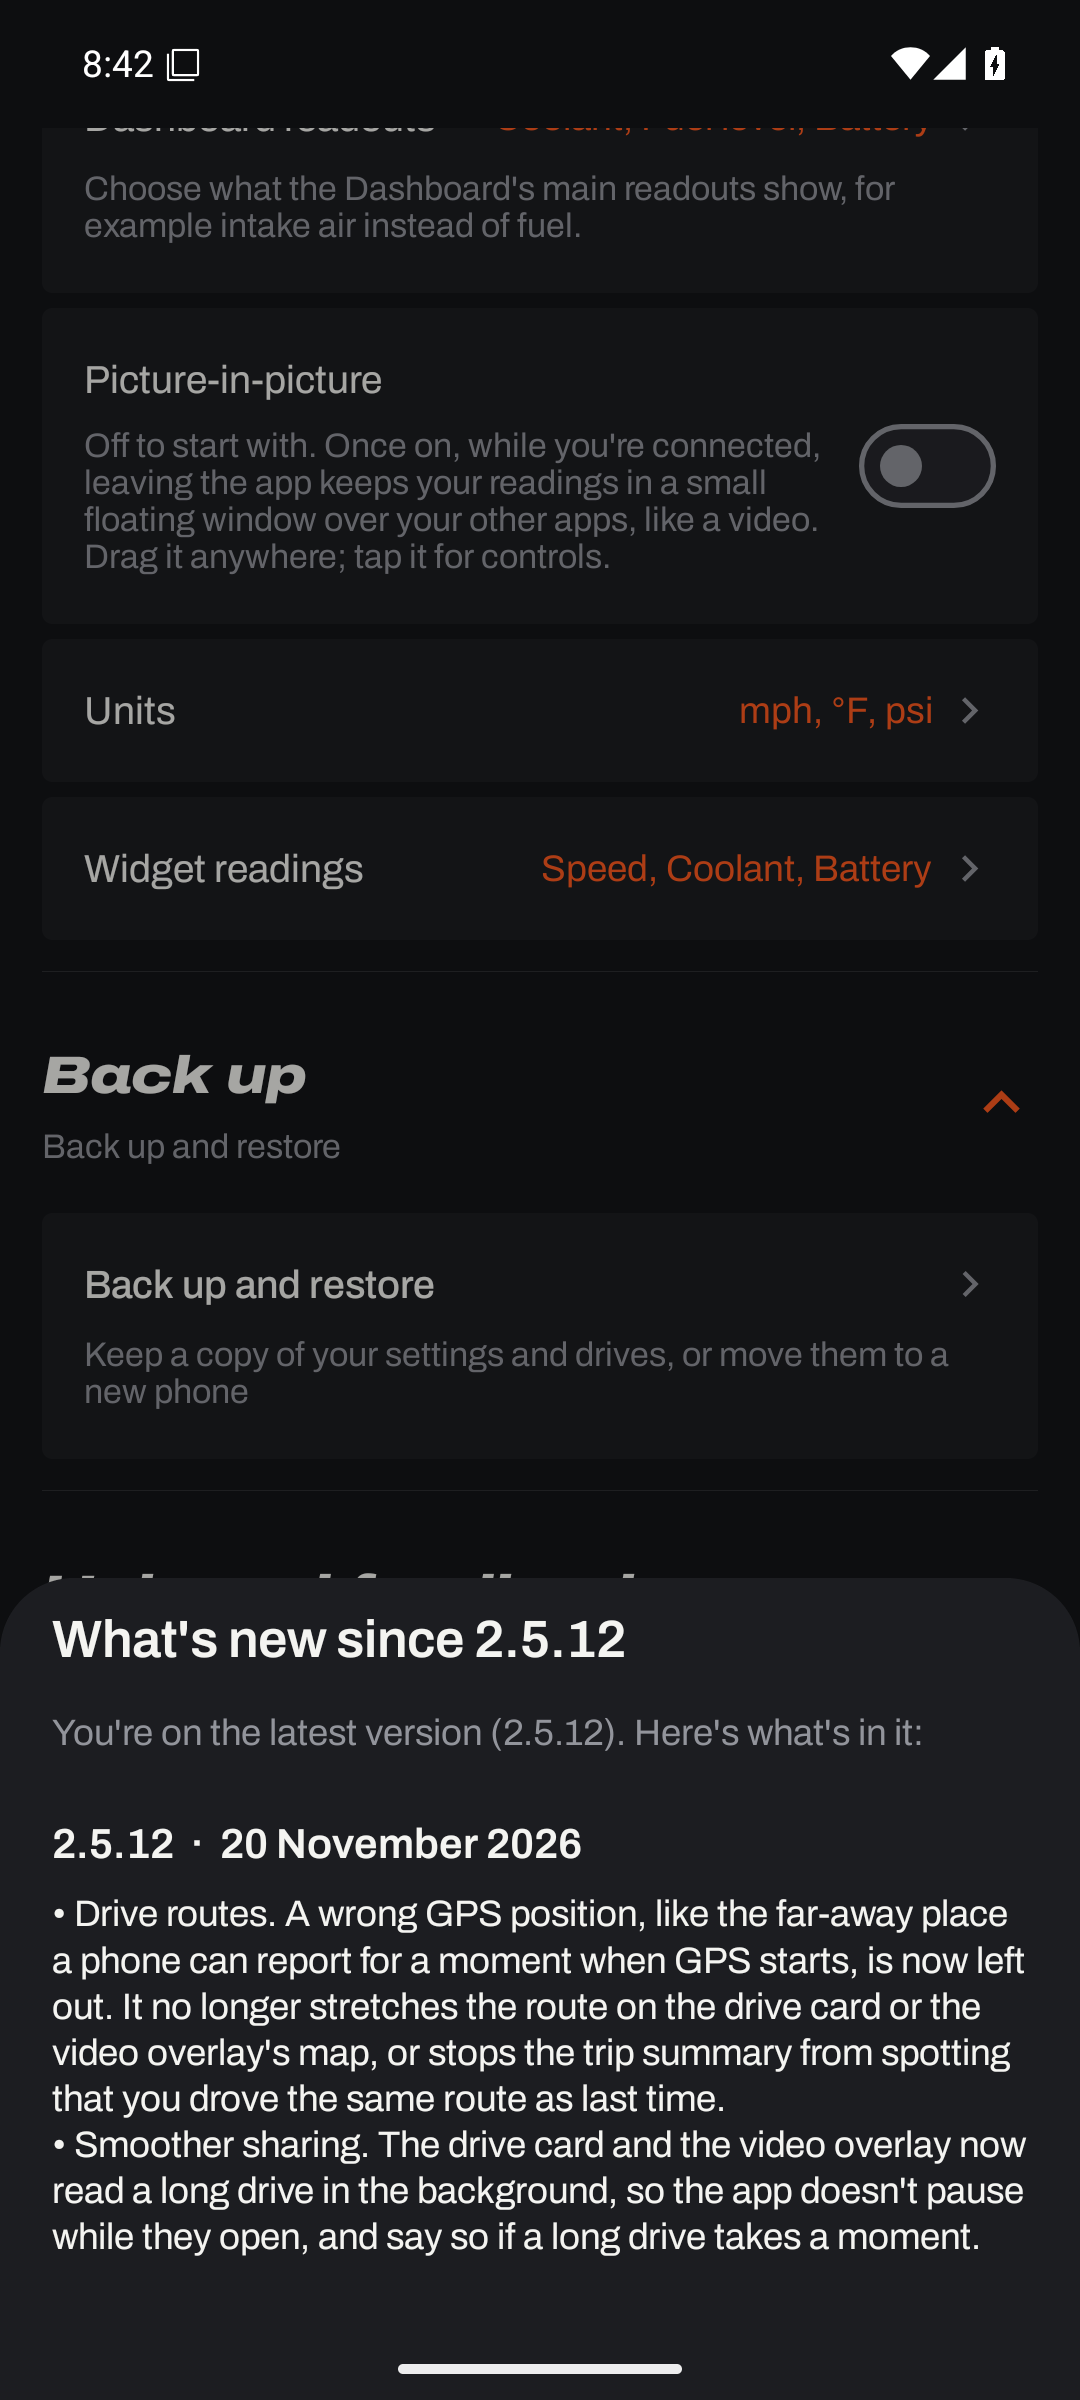 8:42
Choose what the Dashboard's main readouts show, for
example intake air instead of fuel.
Picture-in-picture
Off to start with. Once on, while you're connected,
leaving the app keeps your readings in a small
floating window over your other apps, like a video.
Drag it anywhere; tap it for controls.
Units mph, °F, psi
Widget readings Speed, Coolant, Battery
Back up
Back up and restore
Back up and restore
Keep a copy of your settings and drives, or move them to a
new phone
What's new since 2.5.12
You're on the latest version (2.5.12). Here's what's in it:
2.5.12 · 20 November 2026
• Drive routes. A wrong GPS position, like the far-away place
a phone can report for a moment when GPS starts, is now left
out. It no longer stretches the route on the drive card or the
video overlay's map, or stops the trip summary from spotting
that you drove the same route as last time.
• Smoother sharing. The drive card and the video overlay now
read a long drive in the background, so the app doesn't pause
while they open, and say so if a long drive takes a moment.